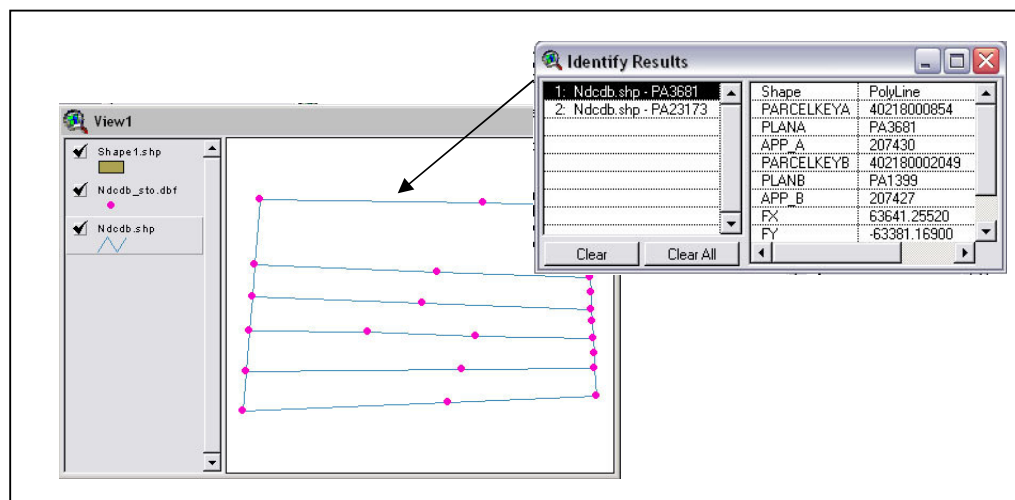 Identify Results
1: Ndcdb.shp - PA3681
2: Ndcdb.shp - PA23173
Clear
Clear All
Shape PolyLine
PARCELKEYA 40218000854
PLANA PA3681
APP_A 207430
PARCELKEYB 402180002049
PLANB PA1399
APP_B 207427
FX 63641.25520
FY -63381.16900
View1
Shape1.shp
Ndcdb_sto.dbf
Ndcdb.shp